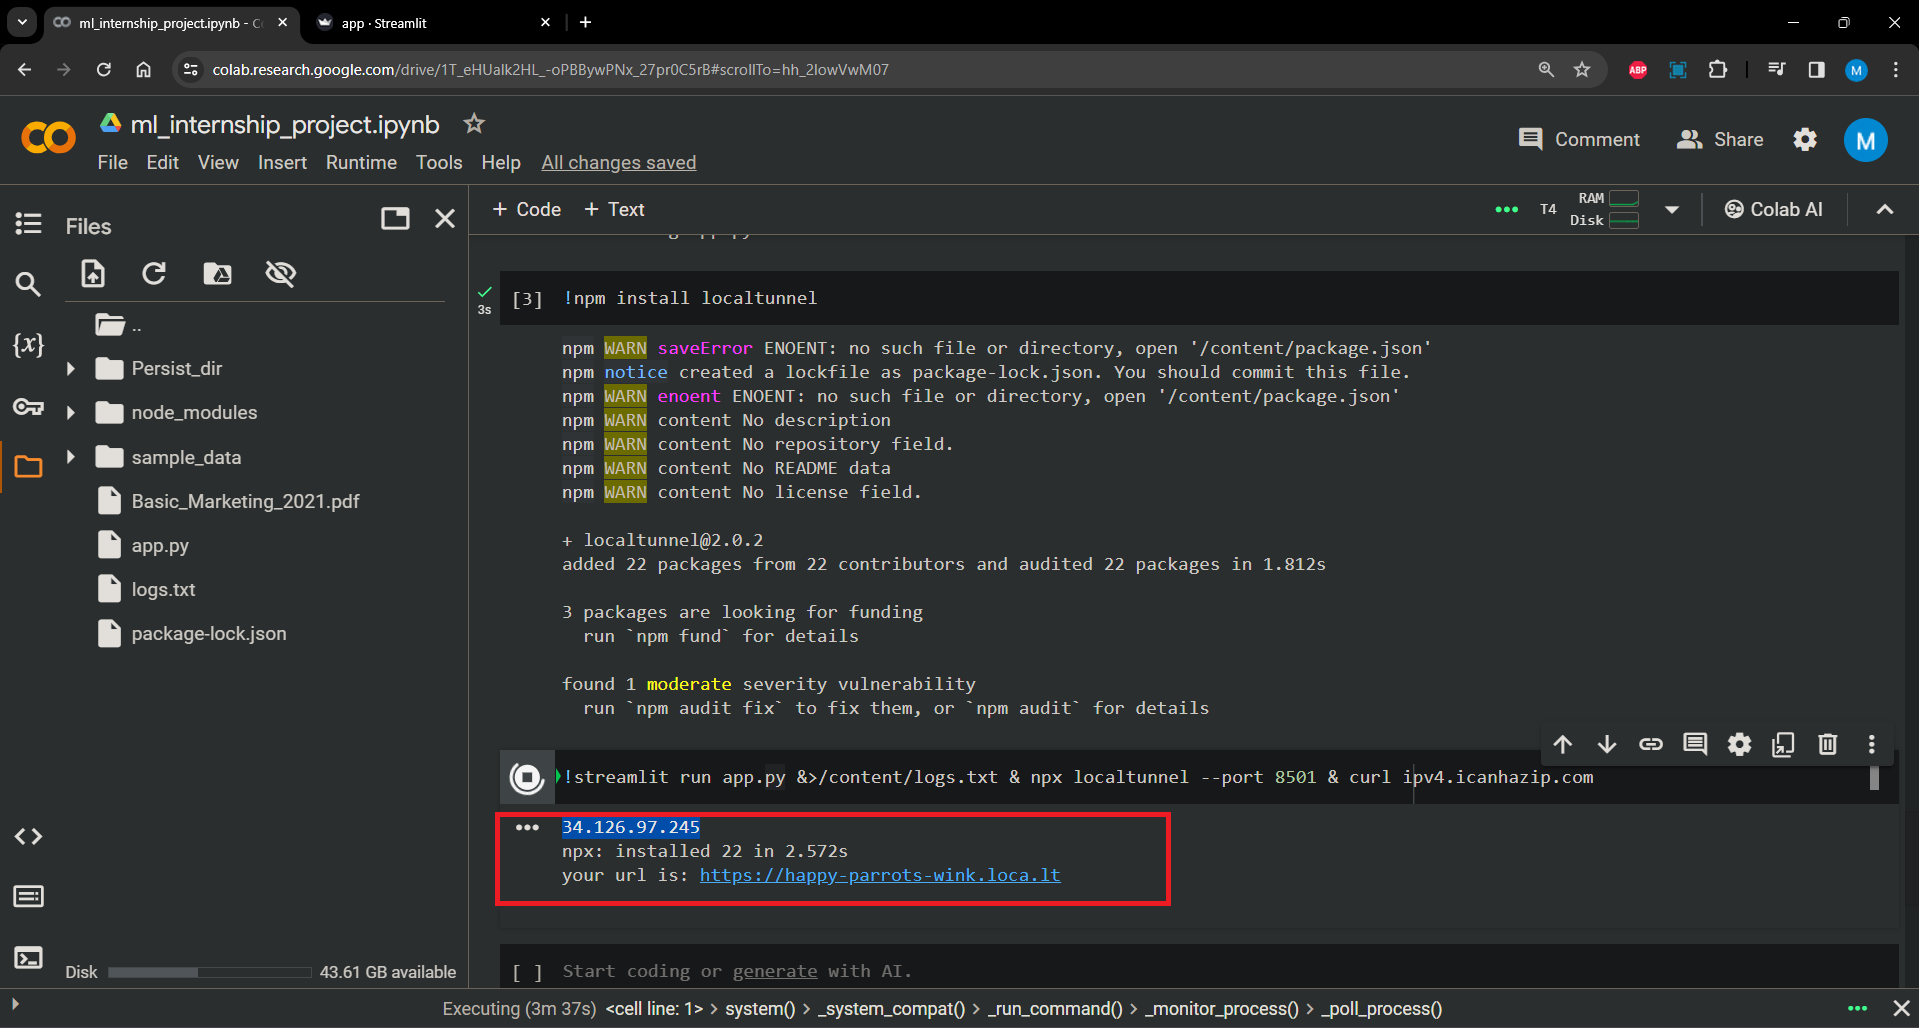 ml_internship_project.ipynb - C
app · Streamlit
colab.research.google.com/drive/1T_eHUalk2HL_-oPBBywPNx_27pr0C5rB#scrollTo=hh_2IowVwM07
ABP
M
ml_internship_project.ipynb
File Edit View Insert Runtime Tools Help All changes saved
Comment
Share
M
Files
+ Code + Text
T4
RAM
Disk
Colab AI
..
Persist_dir
node_modules
sample_data
Basic_Marketing_2021.pdf
app.py
logs.txt
package-lock.json
{x}
Disk
43.61 GB available
3s
[3] !npm install localtunnel
npm WARN saveError ENOENT: no such file or directory, open '/content/package.json'
npm notice created a lockfile as package-lock.json. You should commit this file.
npm WARN enoent ENOENT: no such file or directory, open '/content/package.json'
npm WARN content No description
npm WARN content No repository field.
npm WARN content No README data
npm WARN content No license field.
+ localtunnel@2.0.2
added 22 packages from 22 contributors and audited 22 packages in 1.812s
3 packages are looking for funding
run `npm fund` for details
found 1 moderate severity vulnerability
run `npm audit fix` to fix them, or `npm audit` for details
!streamlit run app.py &>/content/logs.txt & npx localtunnel --port 8501 & curl ipv4.icanhazip.com
34.126.97.245
npx: installed 22 in 2.572s
your url is: https://happy-parrots-wink.loca.lt
[ ] Start coding or generate with AI.
Executing (3m 37s) <cell line: 1> > system() > _system_compat() > _run_command() > _monitor_process() > _poll_process()